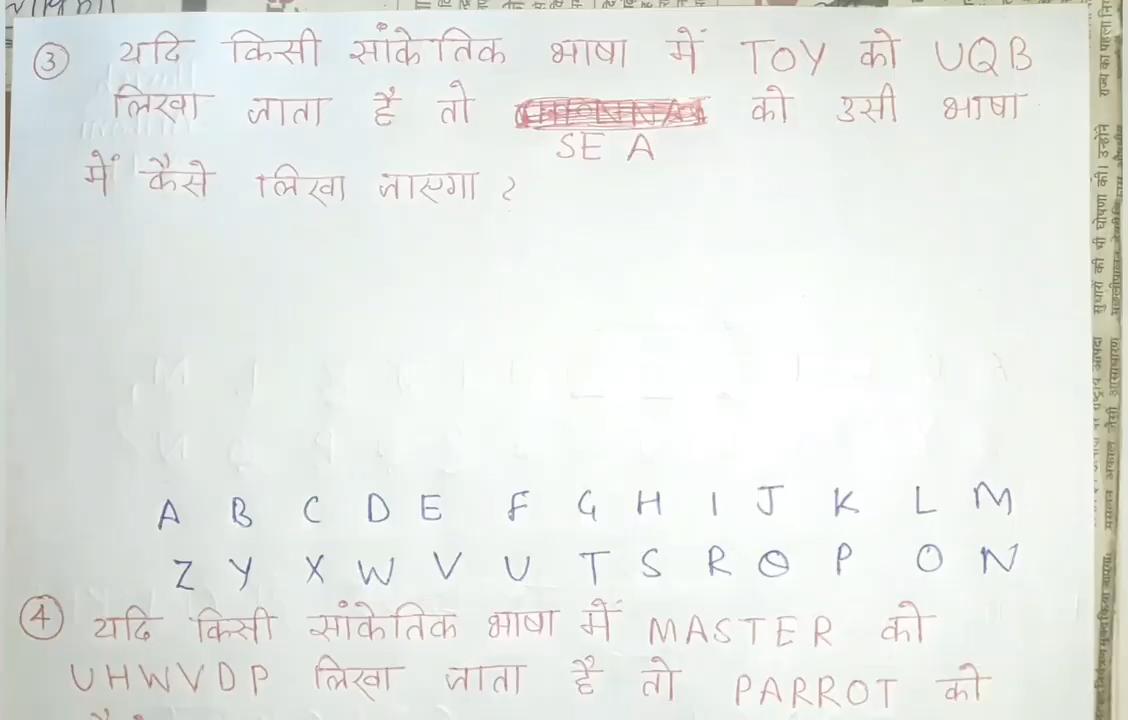 ③ यदि किसी सांकेतिक भाषा में TOY को UQB
लिखा जाता है तो को उसी भाषा
SEA
में कैसे लिखा जाएगा ?
A B C D E F G H I J K L M
Z Y X W V U T S R Q P O N
④ यदि किसी सांकेतिक भाषा में MASTER को
UHWVDP लिखा जाता है तो PARROT को